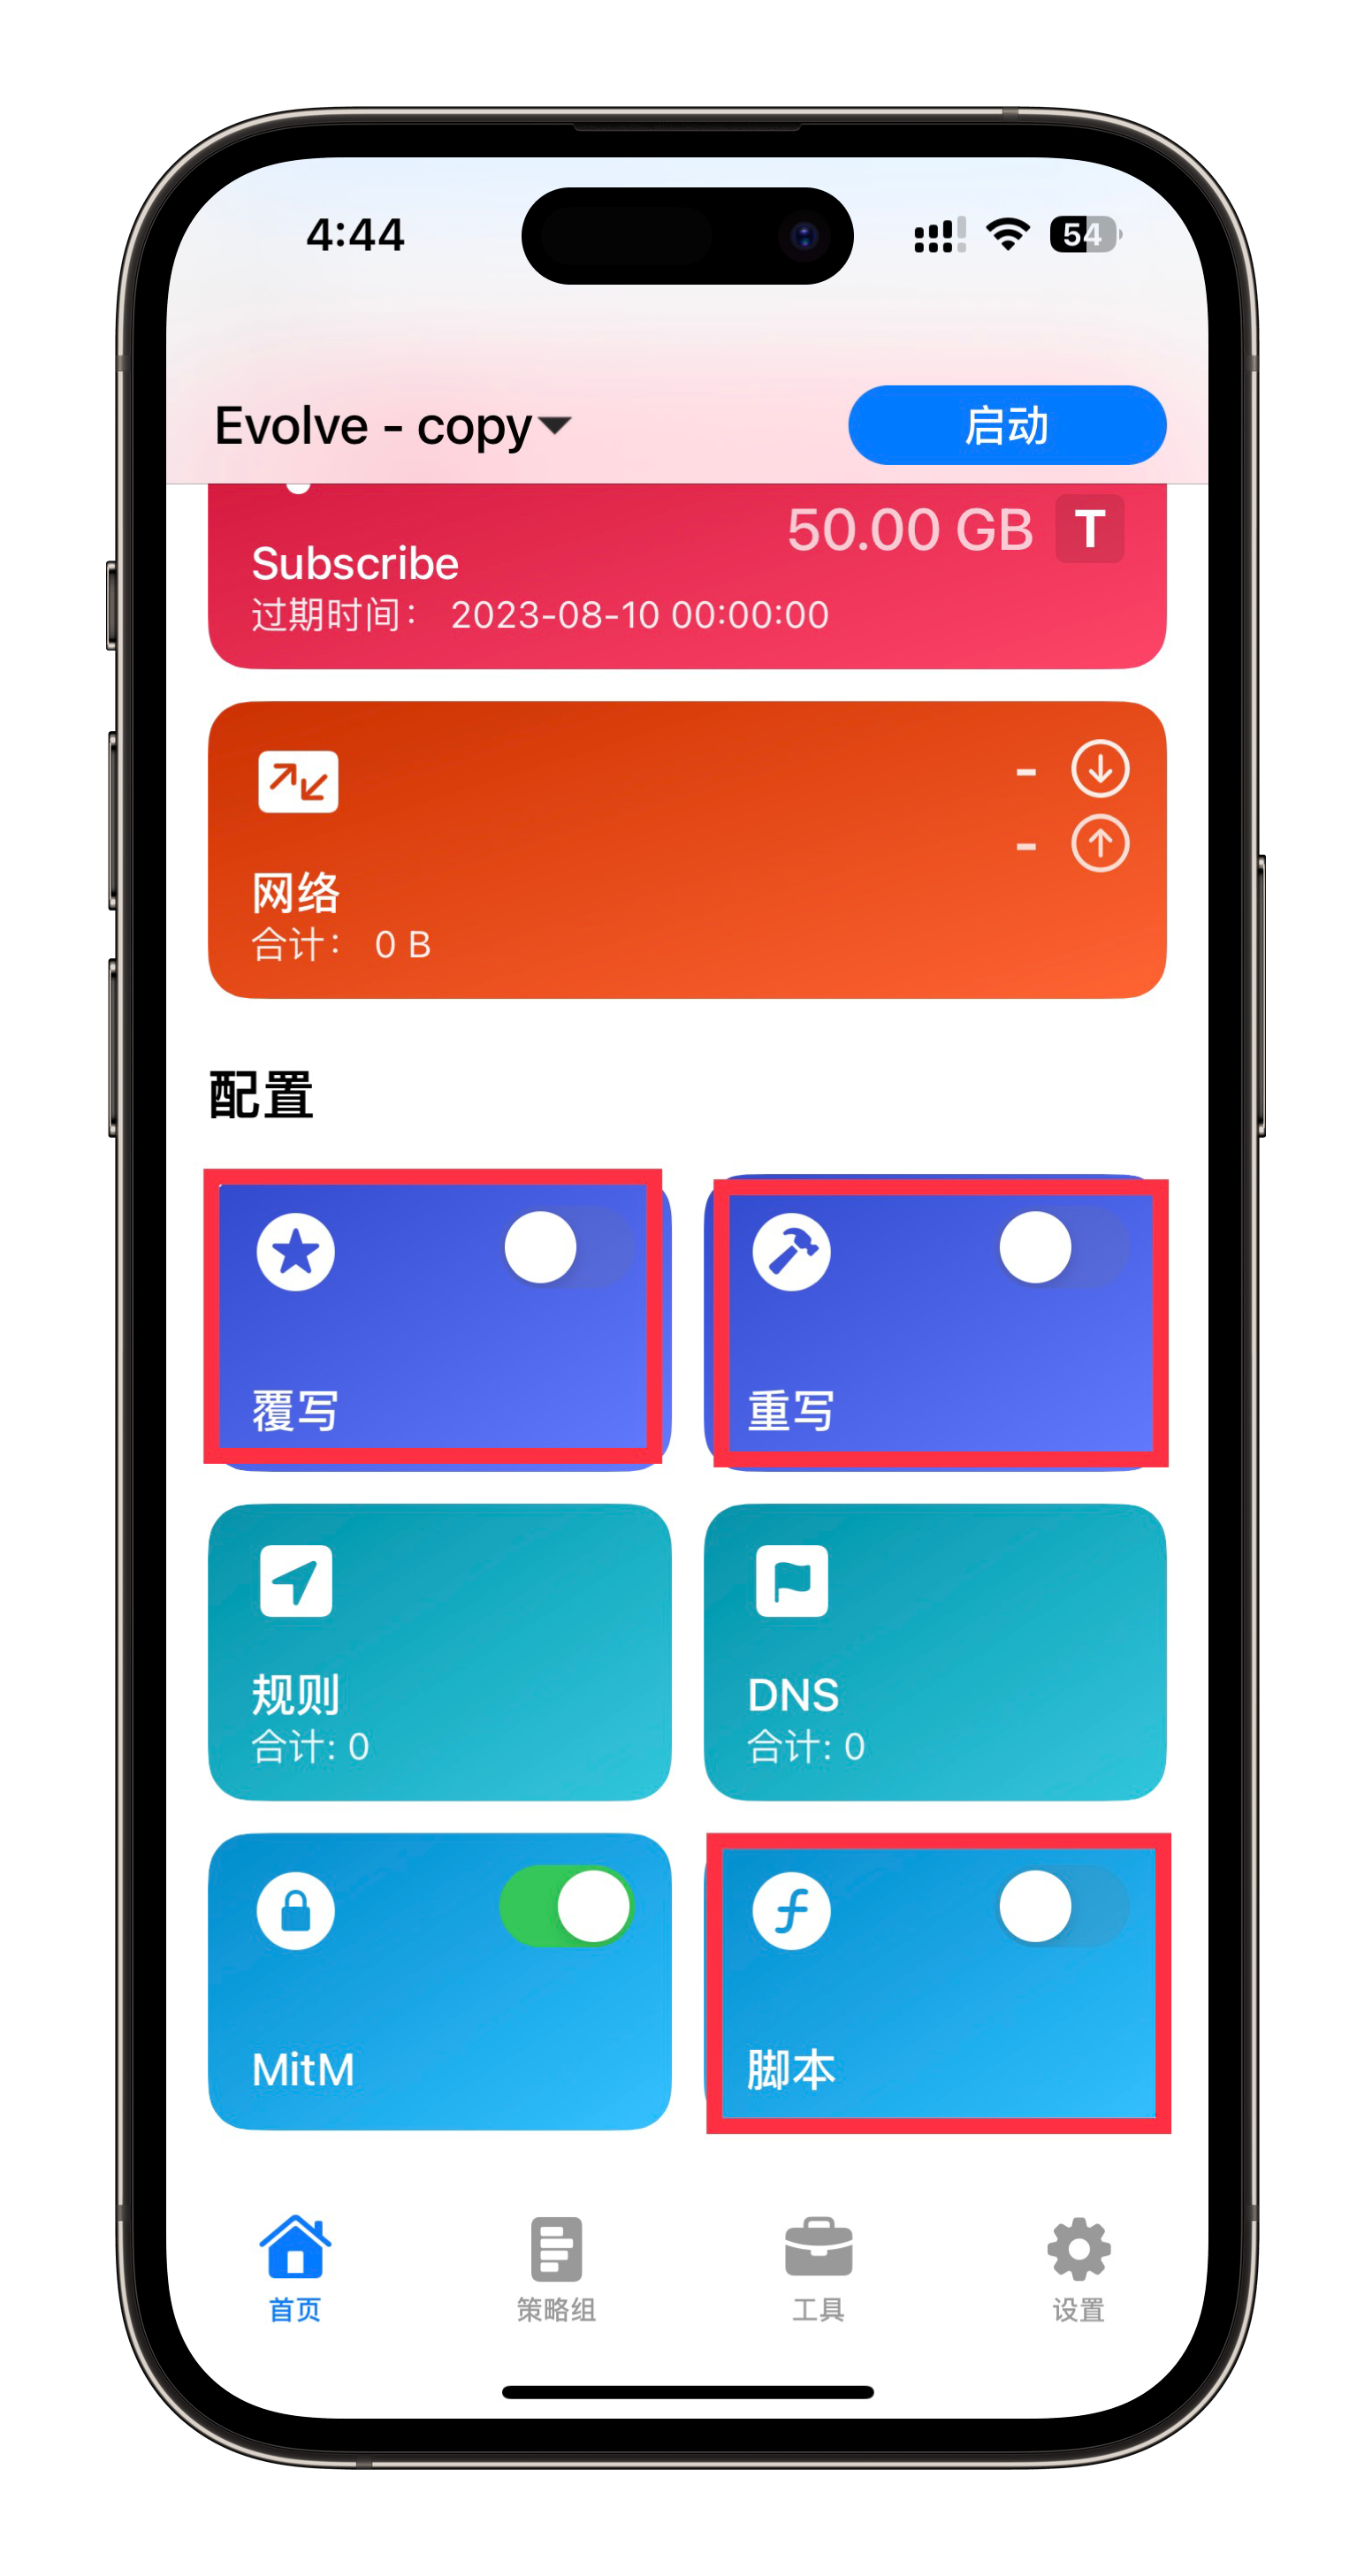 4:44
54
Evolve - copy
启动
50.00 GB T
Subscribe
过期时间： 2023-08-10 00:00:00
-
-
网络
合计： 0 B
配置
覆写 重写
规则 DNS
合计: 0 合计: 0
MitM 脚本
首页 策略组 工具 设置